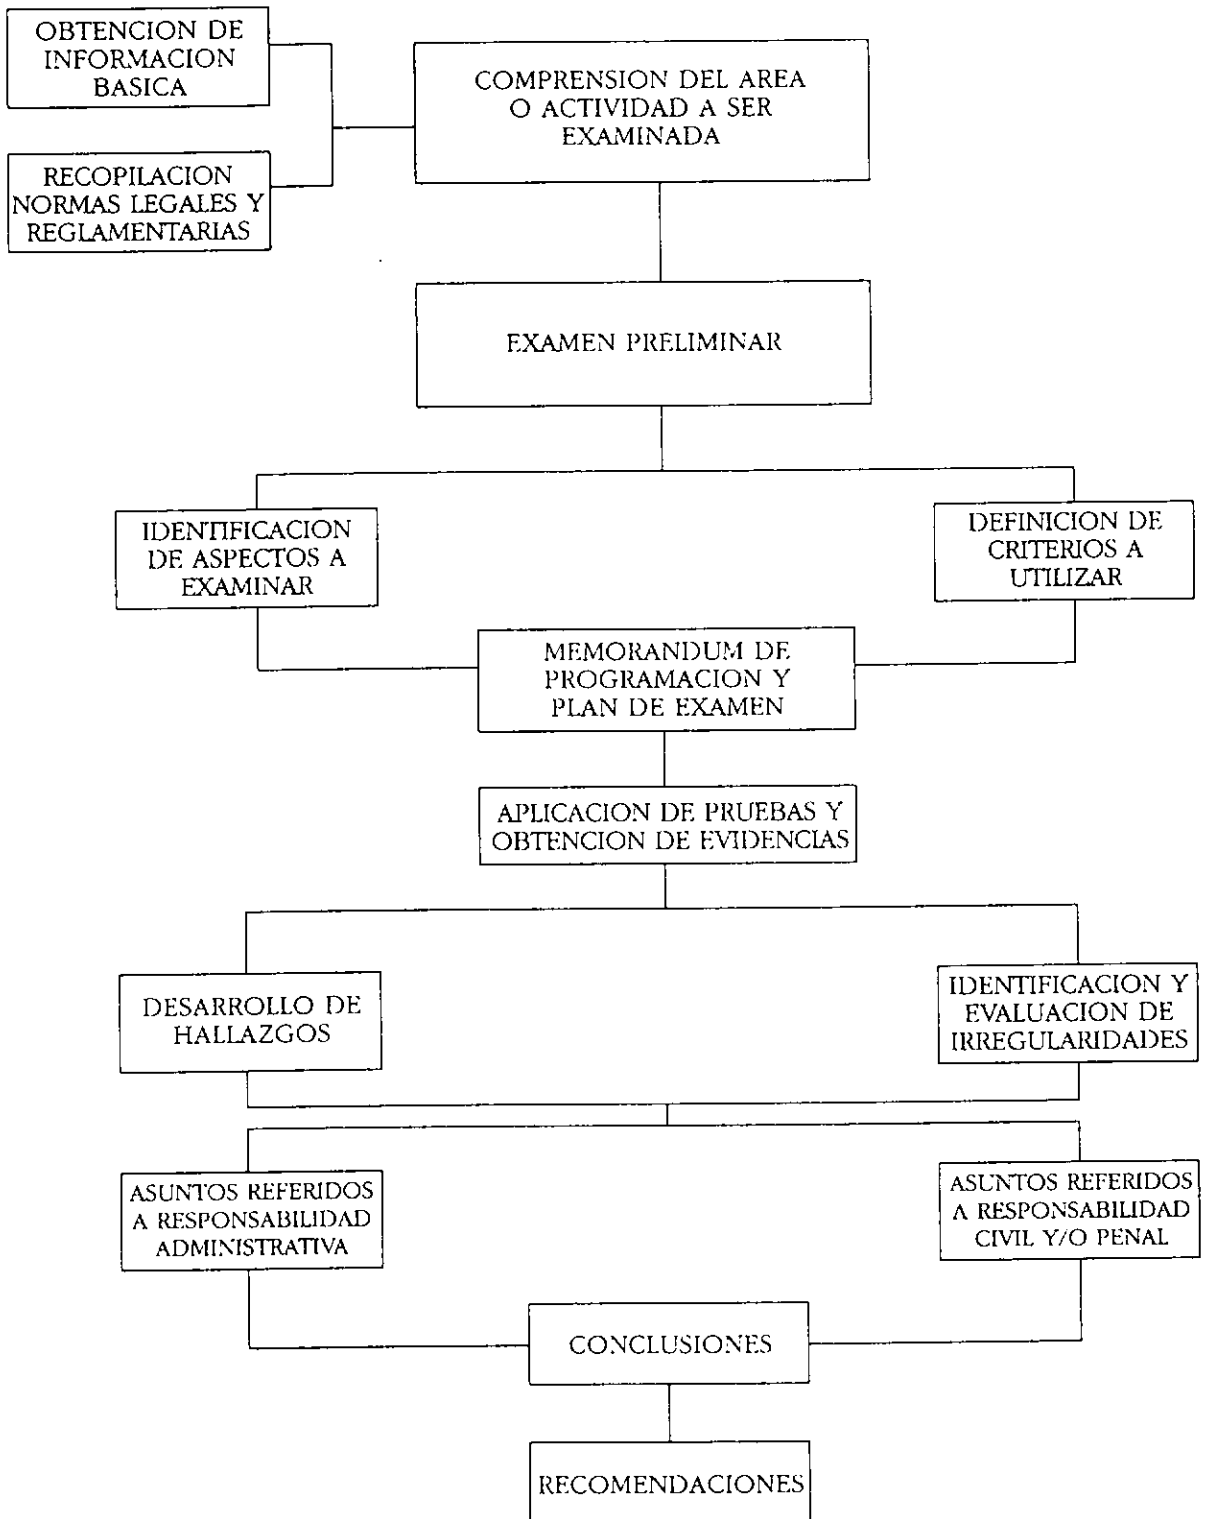 OBTENCION DE
INFORMACION
BASICA
COMPRENSION DEL AREA
O ACTIVIDAD A SER
EXAMINADA
RECOPILACION
NORMAS LEGALES Y
REGLAMENTARIAS
EXAMEN PRELIMINAR
IDENTIFICACION
DE ASPECTOS A
EXAMINAR
DEFINICION DE
CRITERIOS A
UTILIZAR
MEMORANDUM DE
PROGRAMACION Y
PLAN DE EXAMEN
APLICACION DE PRUEBAS Y
OBTENCION DE EVIDENCIAS
DESARROLLO DE
HALLAZGOS
IDENTIFICACION Y
EVALUACION DE
IRREGULARIDADES
ASUNTOS REFERIDOS
A RESPONSABILIDAD
ADMINISTRATIVA
ASUNTOS REFERIDOS
A RESPONSABILIDAD
CIVIL Y/O PENAL
CONCLUSIONES
RECOMENDACIONES